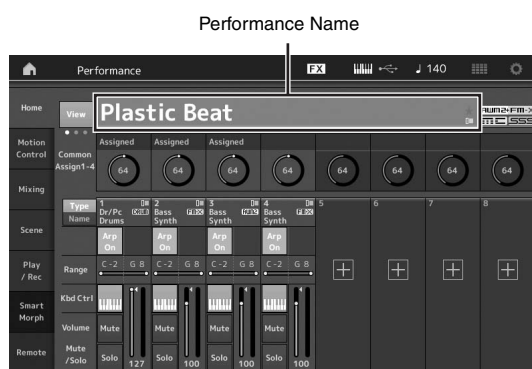 Performance Name
Performance
FX
140
Home
View
Plastic Beat
Motion Control
Common Assign1-4
Assigned Assigned Assigned
64 64 64 64 64 64 64 64
Mixing
Type
Name
1 2 3 4 5 6 7 8
Dr/Pc Bass Bass Bass
Drums Synth Synth Synth
Scene
Arp On Arp On Arp On Arp On
Play / Rec
Range
C -2 G 8 C -2 G 8 C -2 G 8 C -2 G 8
Smart Morph
Kbd Ctrl
Volume
Mute Mute Mute Mute
Remote
Mute /Solo
Solo 127 Solo 100 Solo 100 Solo 100